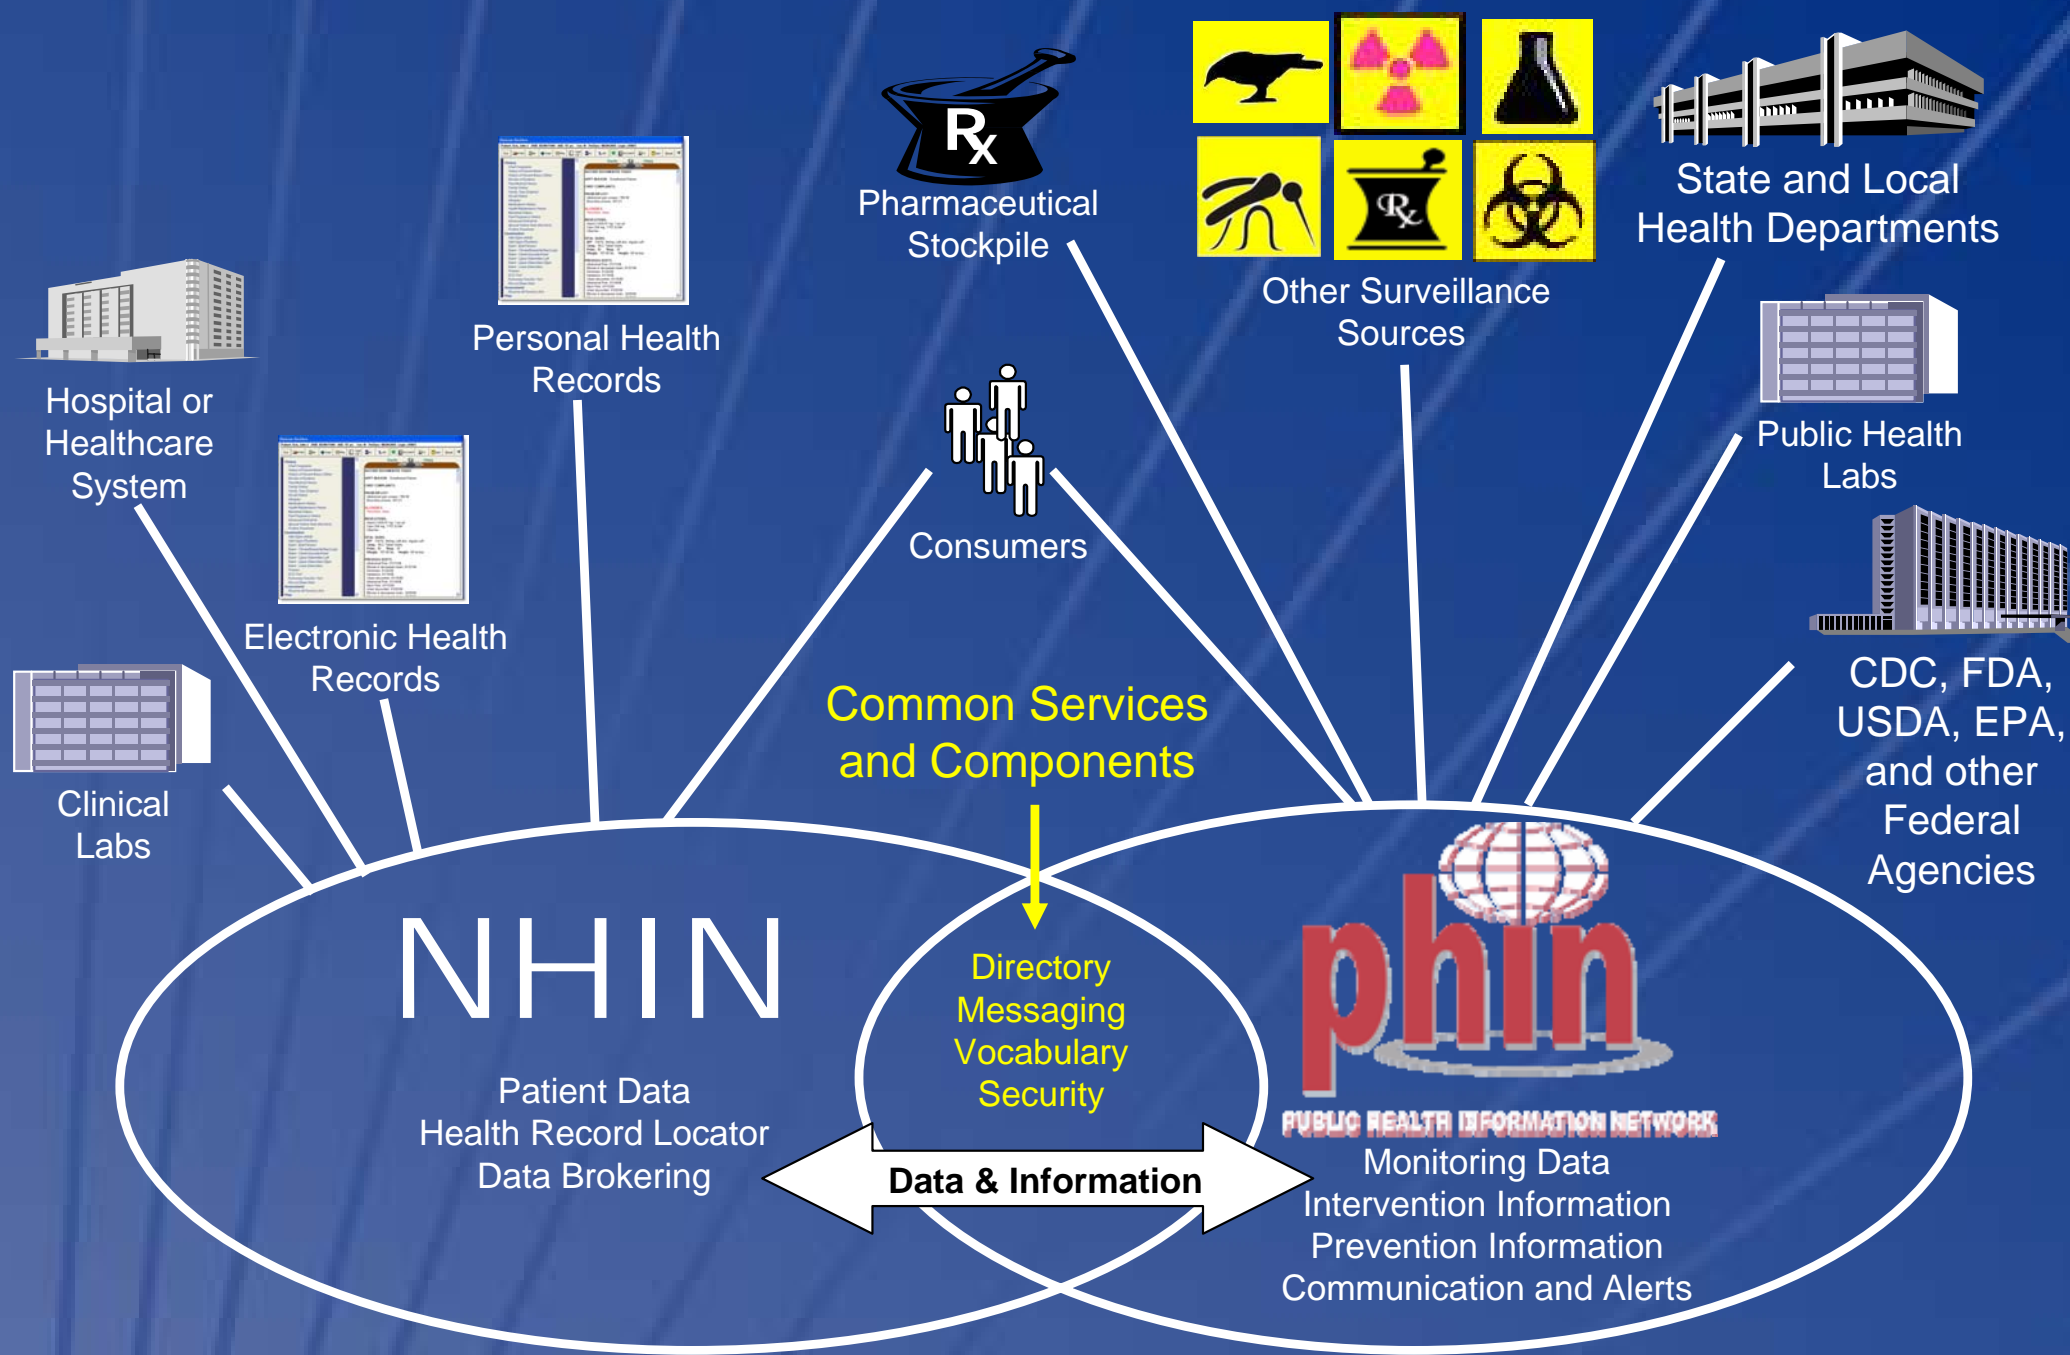 Rx
Pharmaceutical
Stockpile
Rx
Other Surveillance
Sources
State and Local
Health Departments
Personal Health
Records
Hospital or
Healthcare
System
Consumers
Public Health
Labs
Electronic Health
Records
Clinical
Labs
CDC, FDA,
USDA, EPA,
and other
Federal
Agencies
Common Services
and Components
NHIN
Patient Data
Health Record Locator
Data Brokering
Directory
Messaging
Vocabulary
Security
Data & Information
phin
PUBLIC HEALTH INFORMATION NETWORK
Monitoring Data
Intervention Information
Prevention Information
Communication and Alerts